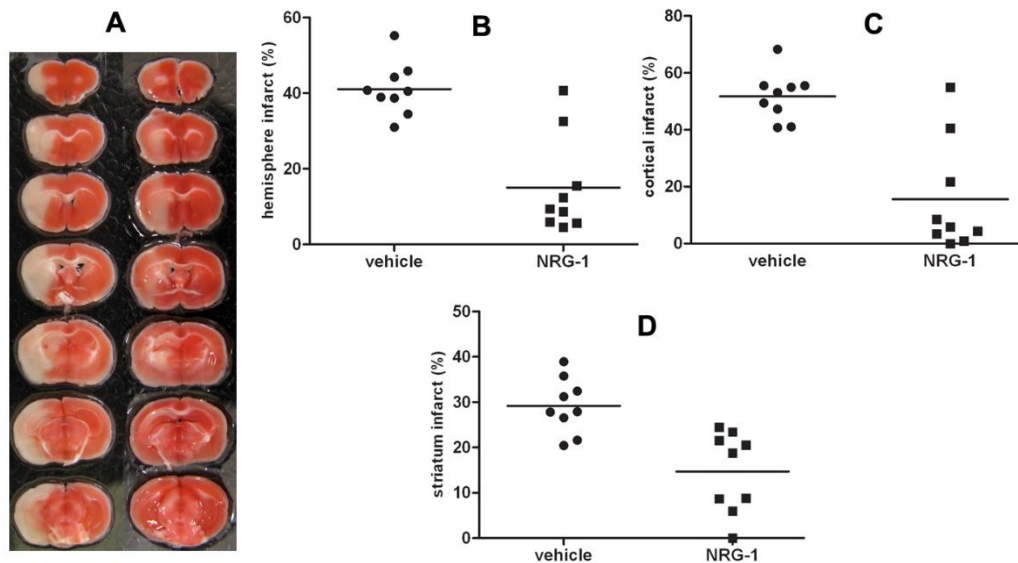 A
B
60
40
20
0
hemisphere infarct (%)
vehicle NRG-1
C
80
60
40
20
0
cortical infarct (%)
vehicle NRG-1
D
50
40
30
20
10
0
striatum infarct (%)
vehicle NRG-1